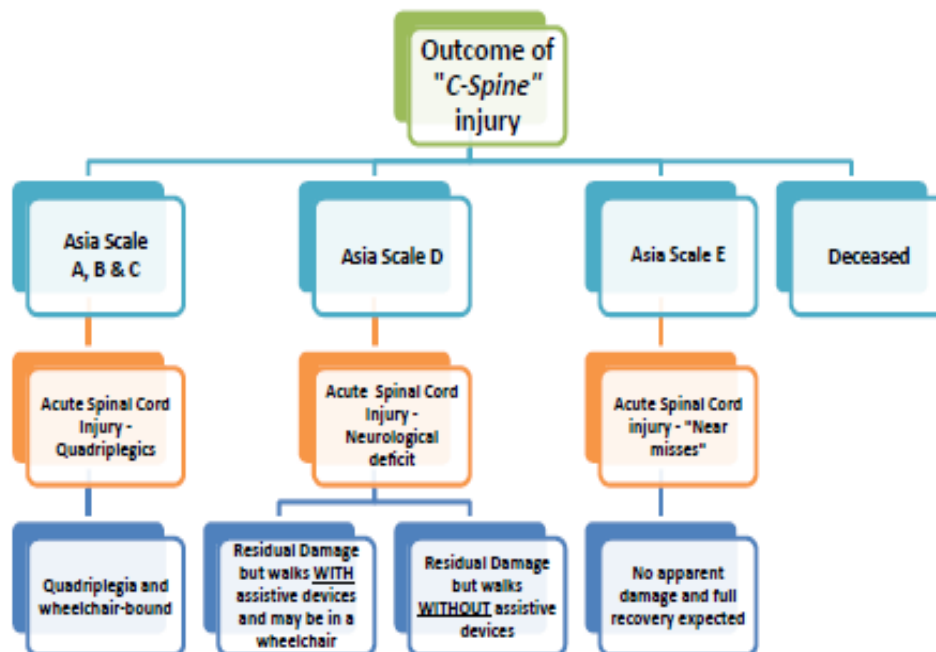 Outcome of
"C-Spine"
injury
Asia Scale
A, B & C
Asia Scale D
Asia Scale E
Deceased
Acute Spinal Cord
Injury -
Quadriplegics
Acute Spinal Cord
Injury -
Neurological
deficit
Acute Spinal Cord
injury - "Near
misses"
Quadriplegia and
wheelchair-bound
Residual Damage
but walks WITH
assistive devices
and may be in a
wheelchair
Residual Damage
but walks
WITHOUT assistive
devices
No apparent
damage and full
recovery expected